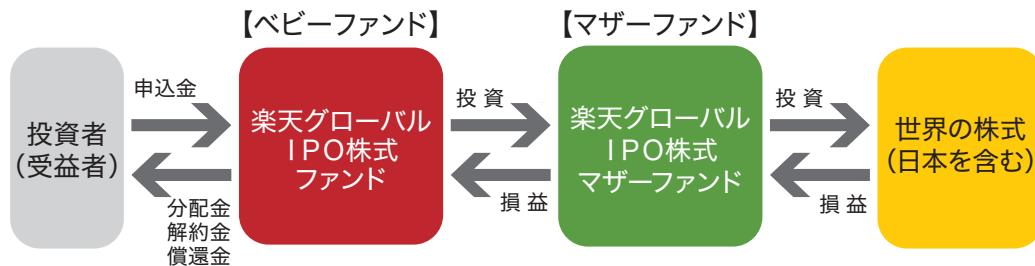 【ベビーファンド】
【マザーファンド】
投資者
(受益者)
申込金
分配金
解約金
償還金
楽天グローバル
IPO株式
ファンド
投 資
損 益
楽天グローバル
IPO株式
マザーファンド
投 資
損 益
世界の株式
(日本を含む)